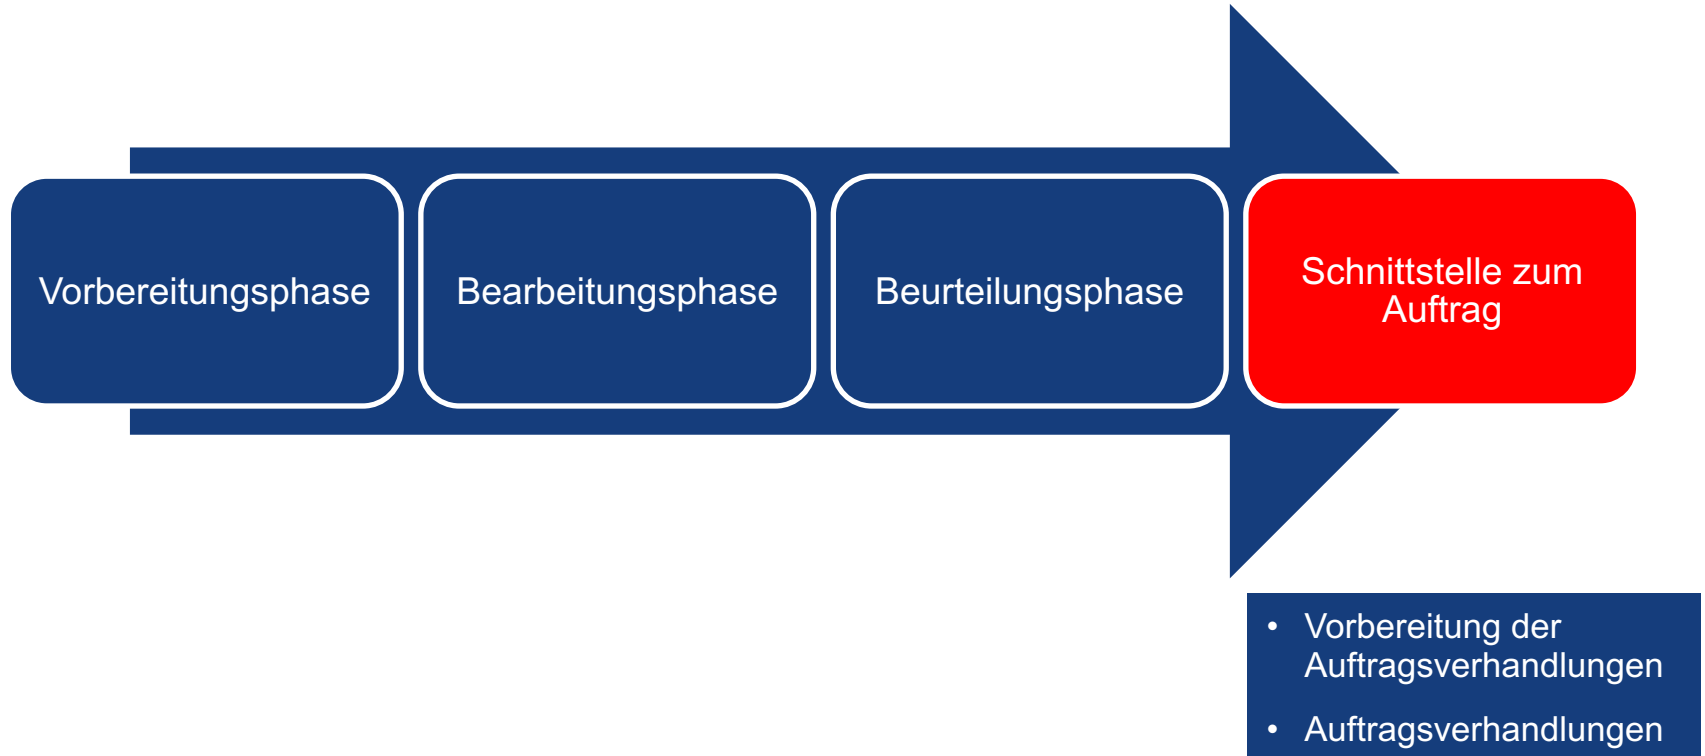 Vorbereitungsphase
Bearbeitungsphase
Beurteilungsphase
Schnittstelle zum
Auftrag
• Vorbereitung der
Auftragsverhandlungen
• Auftragsverhandlungen